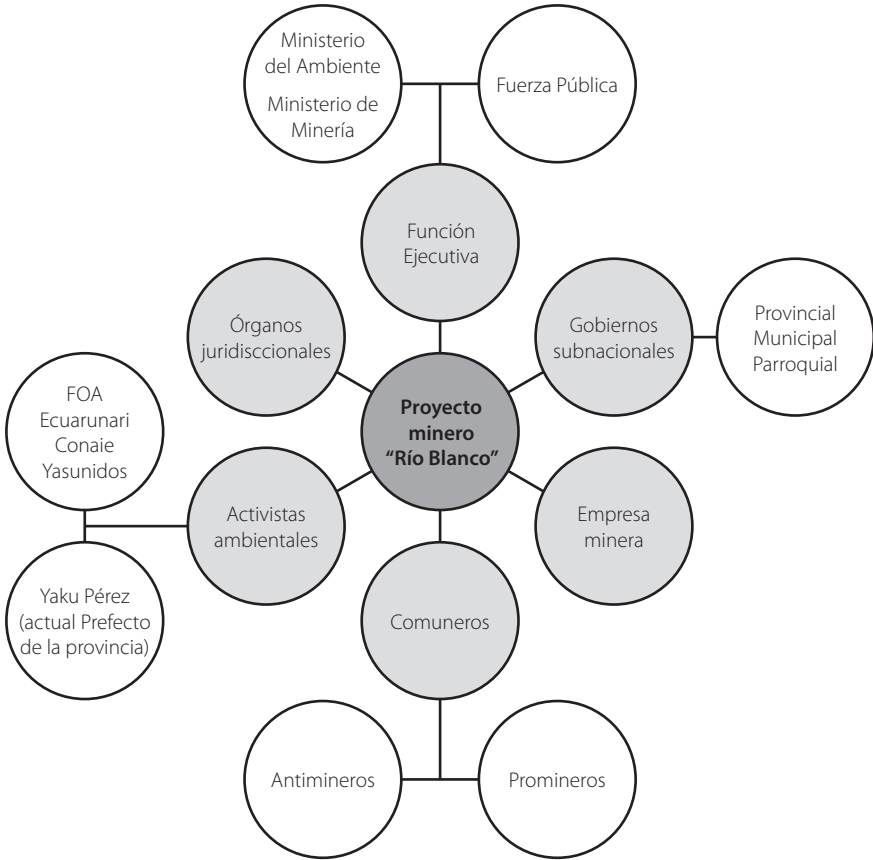 Ministerio
del Ambiente
Ministerio de
Minería
Fuerza Pública
Función
Ejecutiva
Órganos
juridisccionales
Gobiernos
subnacionales
Provincial
Municipal
Parroquial
FOA
Ecuarunari
Conaie
Yasunidos
Proyecto
minero
“Río Blanco”
Activistas
ambientales
Empresa
minera
Yaku Pérez
(actual Prefecto
de la provincia)
Comuneros
Antimineros
Promineros